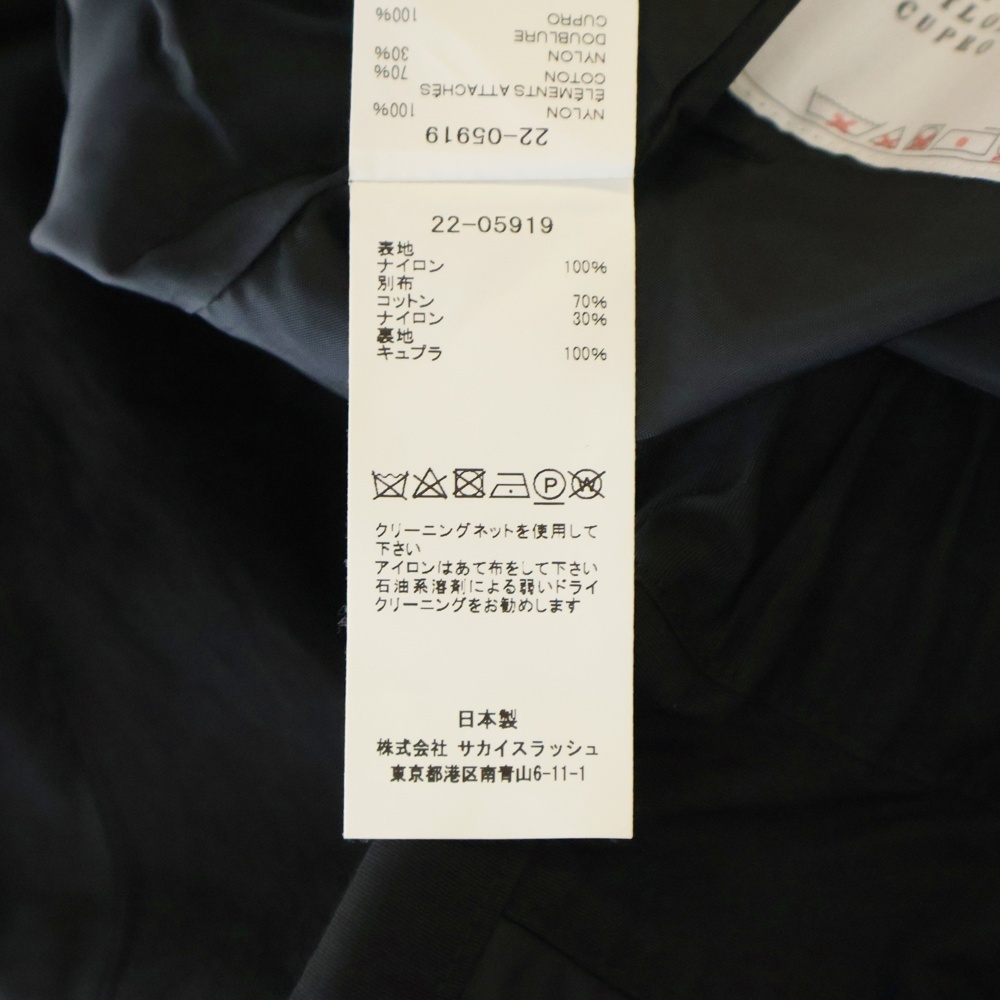 CUPRO 100%
DOUBLURE
NYLON 30%
COTON 70%
ÉLÉMENTS ATTACHÉS
NYLON 100%
22-05919
22-05919
表地
ナイロン 100%
別布
コットン 70%
ナイロン 30%
裏地
キュプラ 100%
P W
クリーニングネットを使用して
下さい
アイロンはあて布をして下さい
石油系溶剤による弱いドライ
クリーニングをお勧めします
日本製
株式会社 サカイスラッシュ
東京都港区南青山6-11-1
CUPRO